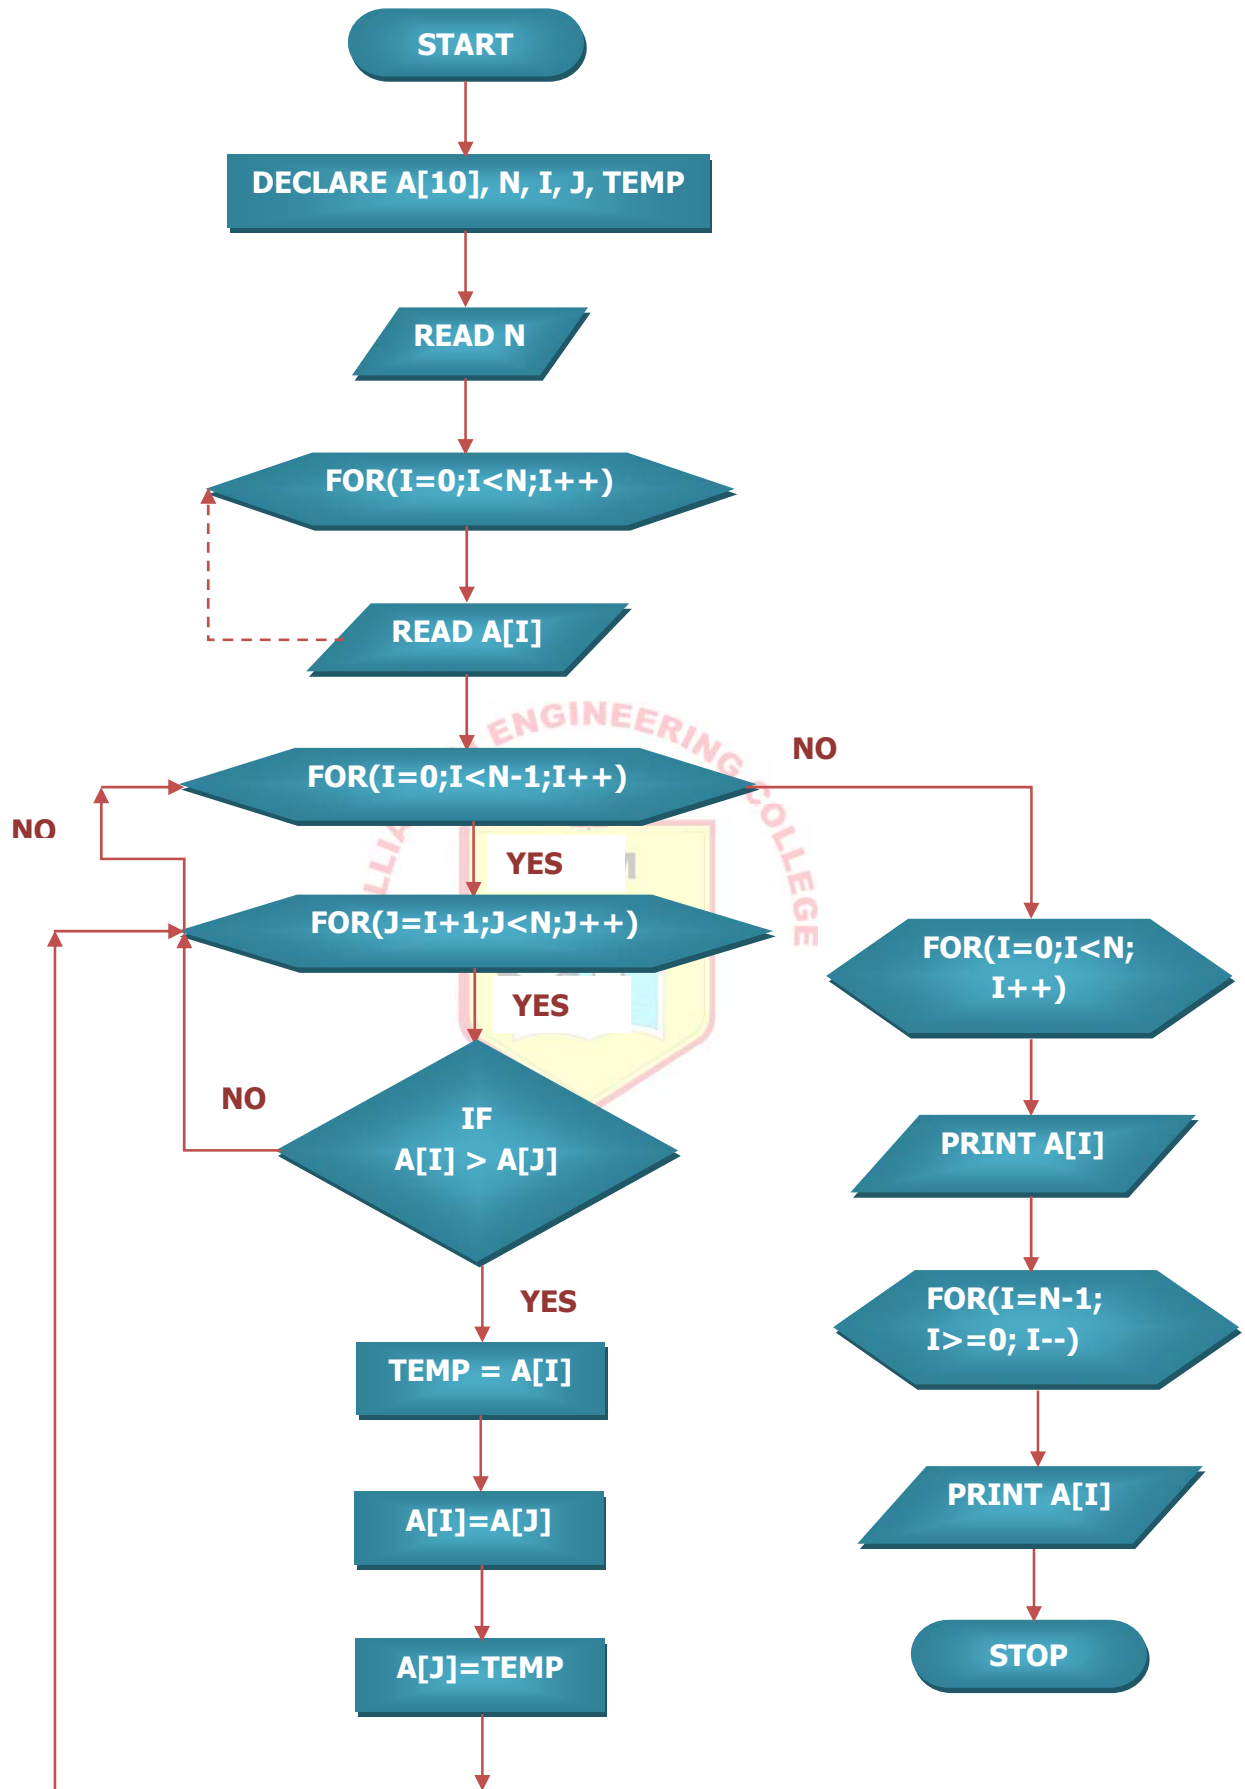 START
DECLARE A[10], N, I, J, TEMP
READ N
FOR(I=0;I<N;I++)
READ A[I]
ENGINEERING COLLEGE
FOR(I=0;I<N-1;I++)
NO
NO
YES
FOR(J=I+1;J<N;J++)
YES
NO
IF
A[I] > A[J]
YES
TEMP = A[I]
A[I]=A[J]
A[J]=TEMP
FOR(I=0;I<N;
I++)
PRINT A[I]
FOR(I=N-1;
I>=0; I--)
PRINT A[I]
STOP